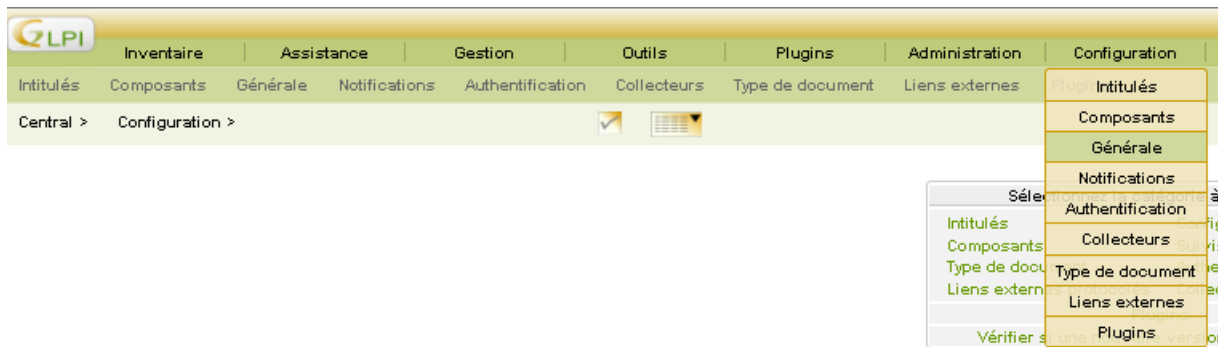 GLPI
Inventaire Assistance Gestion Outils Plugins Administration Configuration
Intitulés Composants Générale Notifications Authentification Collecteurs Type de document Liens externes
Central > Configuration >
Intitulés
Composants
Générale
Notifications
Authentification
Collecteurs
Type de document
Liens externes
Plugins
Intitulés
Composants
Type de
Liens
Plugins
Vérifier